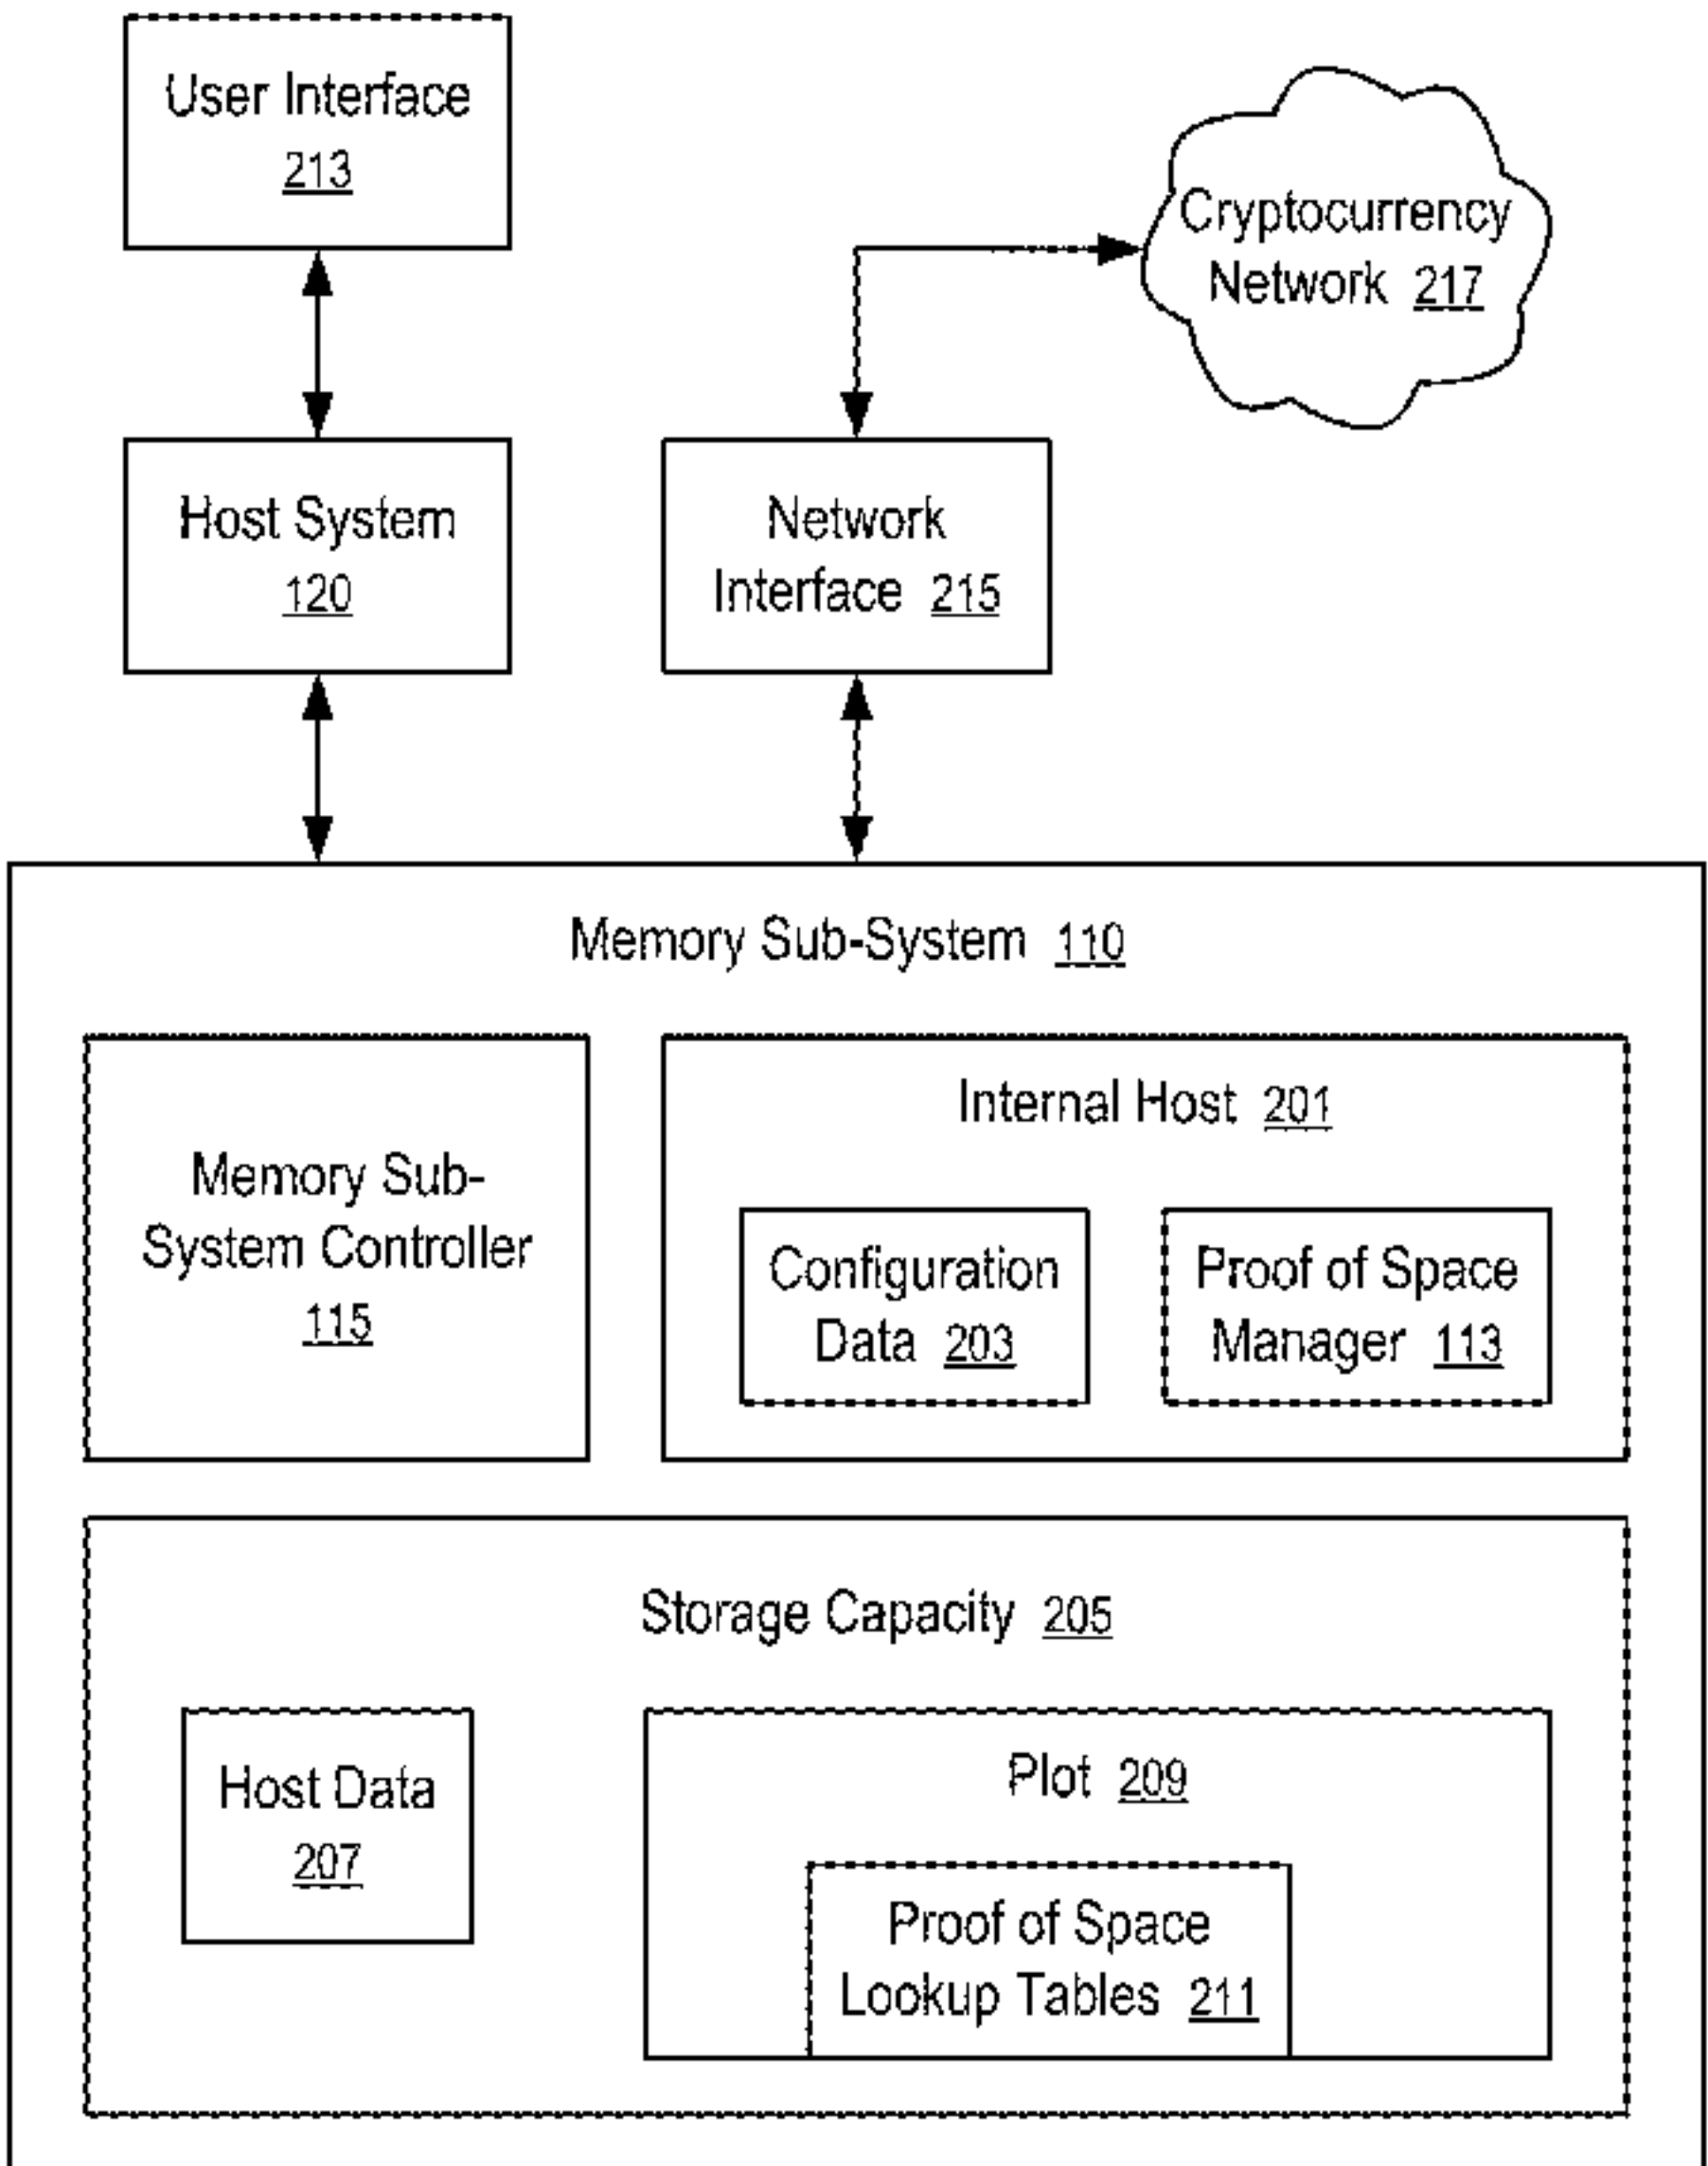 User Interface
213
Cryptocurrency
Network 217
Host System
120
Network
Interface 215
Memory Sub-System 110
Memory Sub-
System Controller
115
Internal Host 201
Configuration
Data 203
Proof of Space
Manager 113
Storage Capacity 205
Host Data
207
Plot 209
Proof of Space
Lookup Tables 211